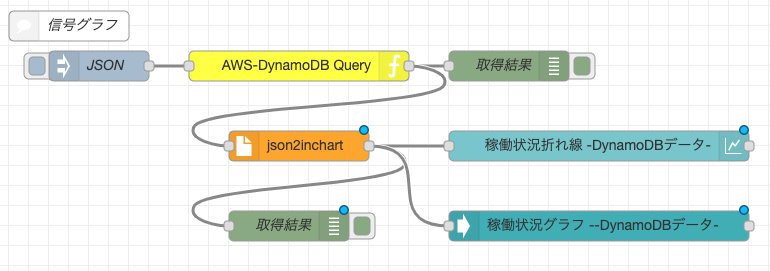 信号グラフ
JSON
AWS-DynamoDB Query
取得結果
json2inchart
稼働状況折れ線 -DynamoDBデータ-
取得結果
稼働状況グラフ --DynamoDBデータ-